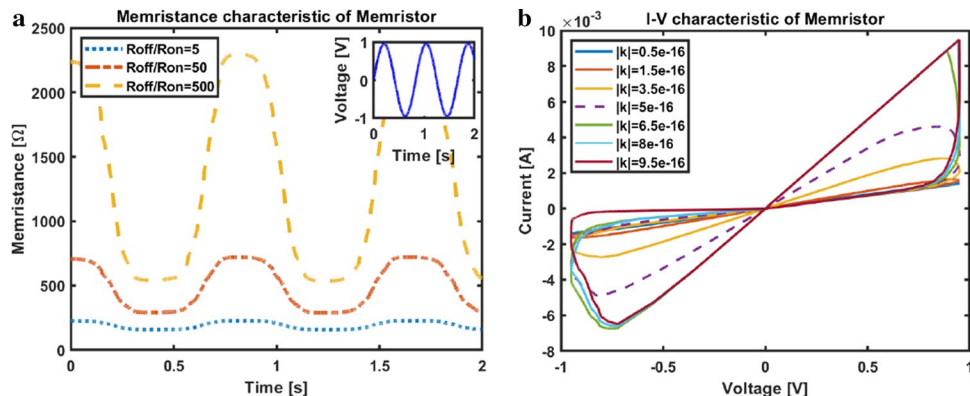 a
Memristance characteristic of Memristor
Memristance [Ω]
2500
2000
1500
1000
500
0
Roff/Ron=5
Roff/Ron=50
Roff/Ron=500
Voltage [V]
1
0
-1
0
1
2
Time [s]
0
0.5
1
1.5
2
Time [s]
b
I-V characteristic of Memristor
×10⁻³
Current [A]
10
8
6
4
2
0
-2
-4
-6
-8
|k|=0.5e-16
|k|=1.5e-16
|k|=3.5e-16
|k|=5e-16
|k|=6.5e-16
|k|=8e-16
|k|=9.5e-16
-1
-0.5
0
0.5
1
Voltage [V]